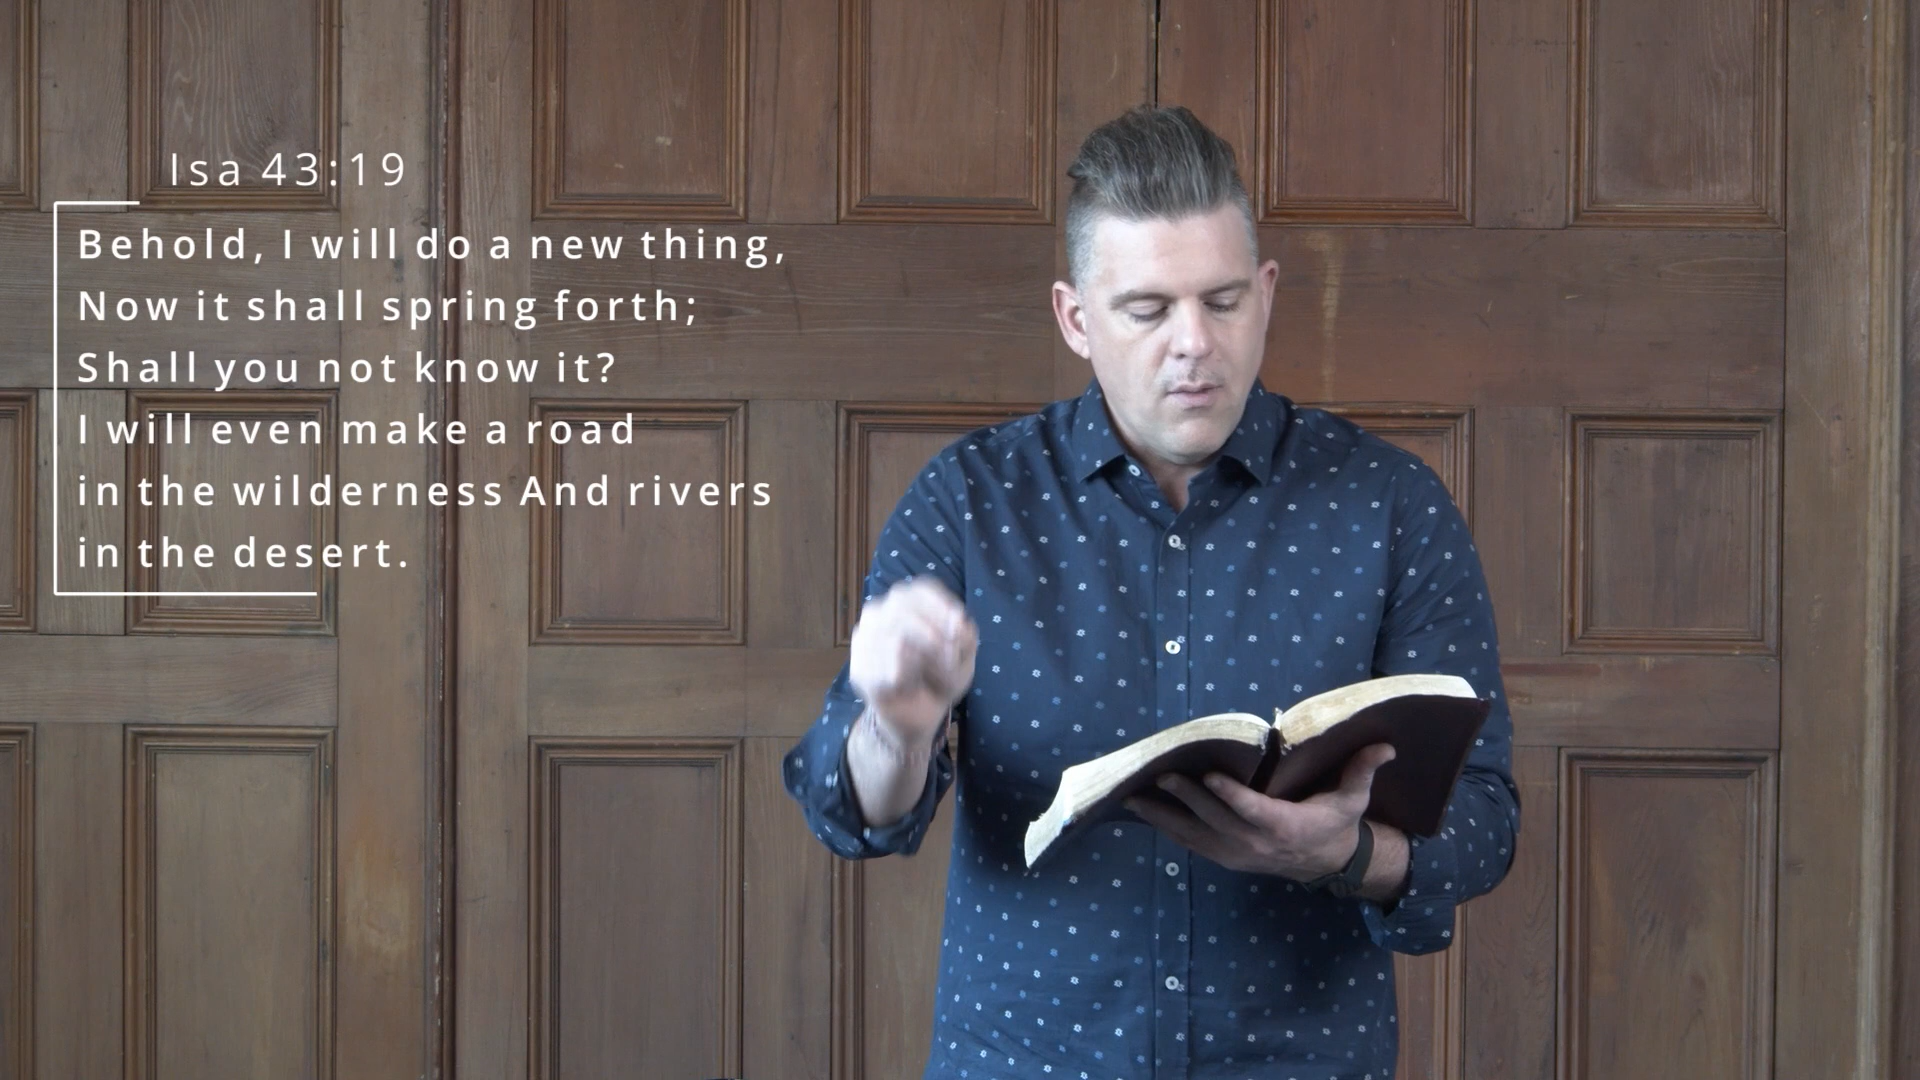 Isa 43:19
Behold, I will do a new thing,
Now it shall spring forth;
Shall you not know it?
I will even make a road
in the wilderness And rivers
in the desert.